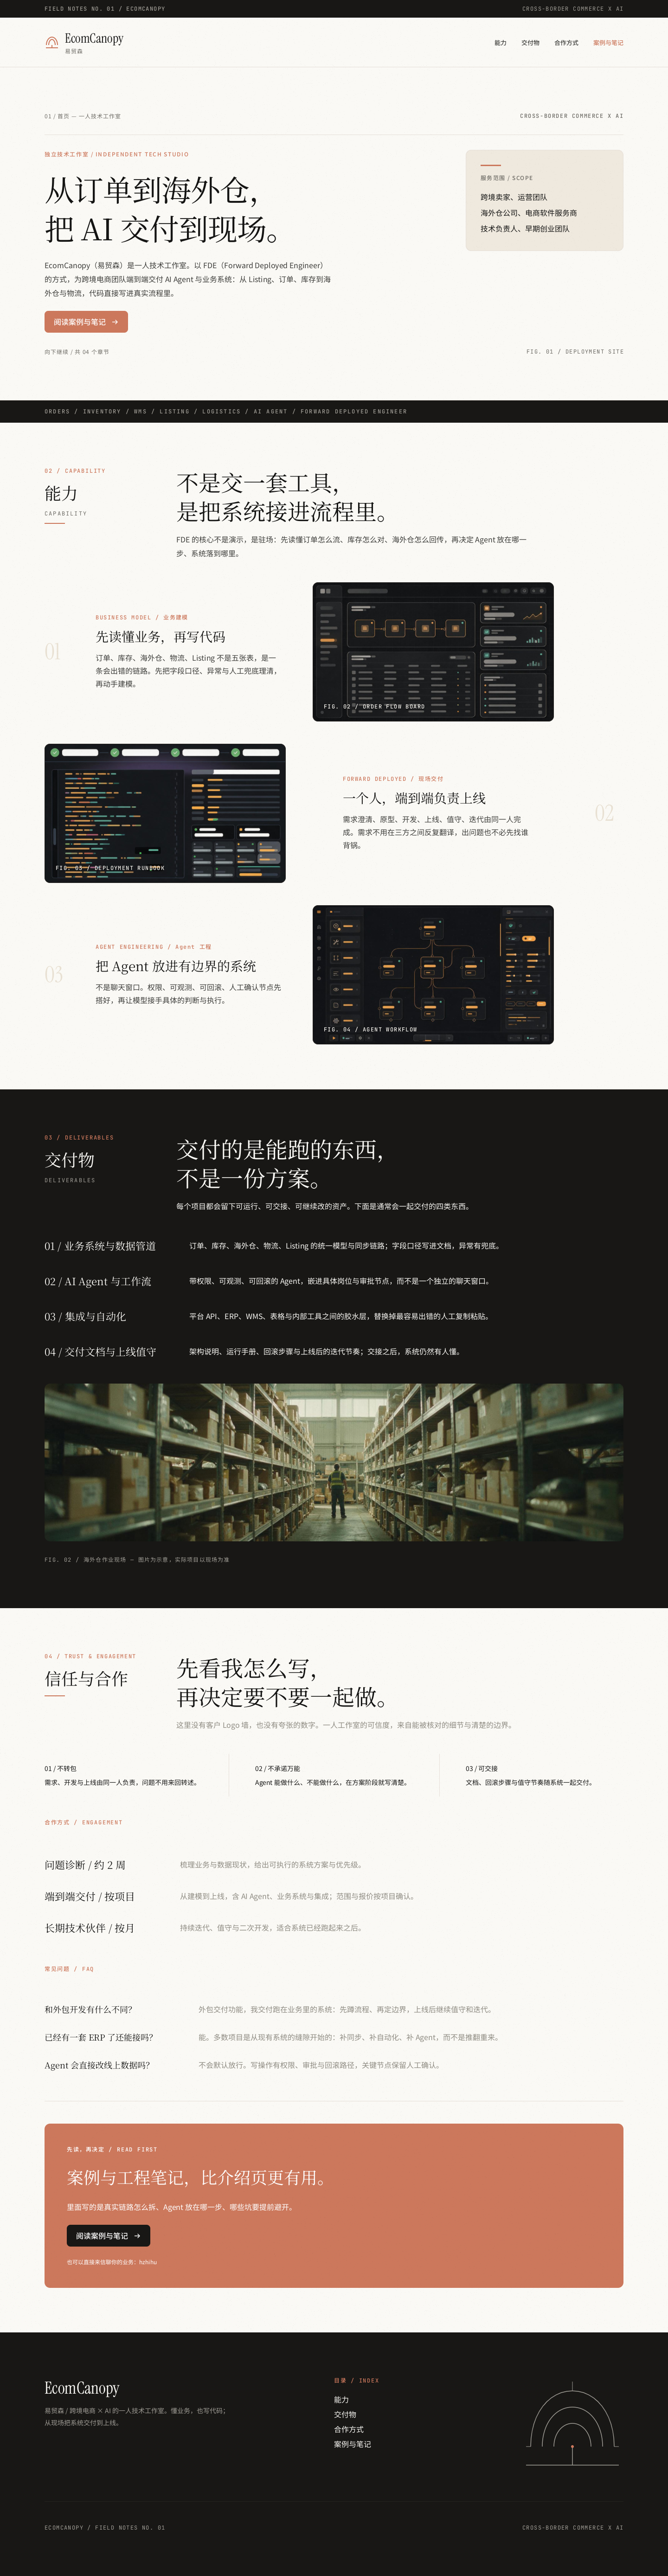 FIELD NOTES NO. 01 / ECOMCANOPY
CROSS-BORDER COMMERCE X AI
EcomCanopy
易贸森
能力
交付物
合作方式
案例与笔记
01 / 首页 — 一人技术工作室
CROSS-BORDER COMMERCE X AI
独立技术工作室 / INDEPENDENT TECH STUDIO
从订单到海外仓，
把 AI 交付到现场。
EcomCanopy（易贸森）是一人技术工作室。以 FDE（Forward Deployed Engineer）
的方式，为跨境电商团队端到端交付 AI Agent 与业务系统：从 Listing、订单、库存到海
外仓与物流，代码直接写进真实流程里。
阅读案例与笔记 →
服务范围 / SCOPE
跨境卖家、运营团队
海外仓公司、电商软件服务商
技术负责人、早期创业团队
向下继续 / 共 04 个章节
FIG. 01 / DEPLOYMENT SITE
ORDERS / INVENTORY / WMS / LISTING / LOGISTICS / AI AGENT / FORWARD DEPLOYED ENGINEER
02 / CAPABILITY
能力
CAPABILITY
不是交一套工具，
是把系统接进流程里。
FDE 的核心不是演示，是驻场：先读懂订单怎么流、库存怎么对、海外仓怎么回传，再决定 Agent 放在哪一
步、系统落到哪里。
01
BUSINESS MODEL / 业务建模
先读懂业务，再写代码
订单、库存、海外仓、物流、Listing 不是五张表，是一
条会出错的链路。先把字段口径、异常与人工兜底理清，
再动手建模。
FIG. 02 / ORDER FLOW BOARD
FIG. 03 / DEPLOYMENT RUNBOOK
FORWARD DEPLOYED / 现场交付
一个人，端到端负责上线
需求澄清、原型、开发、上线、值守、迭代由同一人完
成。需求不用在三方之间反复翻译，出问题也不必先找谁
背锅。
02
03
AGENT ENGINEERING / Agent 工程
把 Agent 放进有边界的系统
不是聊天窗口。权限、可观测、可回滚、人工确认节点先
搭好，再让模型接手具体的判断与执行。
FIG. 04 / AGENT WORKFLOW
03 / DELIVERABLES
交付物
DELIVERABLES
交付的是能跑的东西，
不是一份方案。
每个项目都会留下可运行、可交接、可继续改的资产。下面是通常会一起交付的四类东西。
01 / 业务系统与数据管道
订单、库存、海外仓、物流、Listing 的统一模型与同步链路；字段口径写进文档，异常有兜底。
02 / AI Agent 与工作流
带权限、可观测、可回滚的 Agent，嵌进具体岗位与审批节点，而不是一个独立的聊天窗口。
03 / 集成与自动化
平台 API、ERP、WMS、表格与内部工具之间的胶水层，替换掉最容易出错的人工复制粘贴。
04 / 交付文档与上线值守
架构说明、运行手册、回滚步骤与上线后的迭代节奏；交接之后，系统仍然有人懂。
FIG. 02 / 海外仓作业现场 — 图片为示意，实际项目以现场为准
04 / TRUST & ENGAGEMENT
信任与合作
先看我怎么写，
再决定要不要一起做。
这里没有客户 Logo 墙，也没有夸张的数字。一人工作室的可信度，来自能被核对的细节与清楚的边界。
01 / 不转包
需求、开发与上线由同一人负责，问题不用来回转述。
02 / 不承诺万能
Agent 能做什么、不能做什么，在方案阶段就写清楚。
03 / 可交接
文档、回滚步骤与值守节奏随系统一起交付。
合作方式 / ENGAGEMENT
问题诊断 / 约 2 周
梳理业务与数据现状，给出可执行的系统方案与优先级。
端到端交付 / 按项目
从建模到上线，含 AI Agent、业务系统与集成；范围与报价按项目确认。
长期技术伙伴 / 按月
持续迭代、值守与二次开发，适合系统已经跑起来之后。
常见问题 / FAQ
和外包开发有什么不同？
外包交付功能，我交付跑在业务里的系统：先蹲流程、再定边界，上线后继续值守和迭代。
已经有一套 ERP 了还能接吗？
能。多数项目是从现有系统的缝隙开始的：补同步、补自动化、补 Agent，而不是推翻重来。
Agent 会直接改线上数据吗？
不会默认放行。写操作有权限、审批与回滚路径，关键节点保留人工确认。
先读，再决定 / READ FIRST
案例与工程笔记，比介绍页更有用。
里面写的是真实链路怎么拆、Agent 放在哪一步、哪些坑要提前避开。
阅读案例与笔记 →
EcomCanopy
易贸森 / 跨境电商 × AI 的一人技术工作室。懂业务，也写代码；
从现场把系统交付到上线。
目录 / INDEX
能力
交付物
合作方式
案例与笔记
ECOMCANOPY / FIELD NOTES NO. 01
CROSS-BORDER COMMERCE X AI